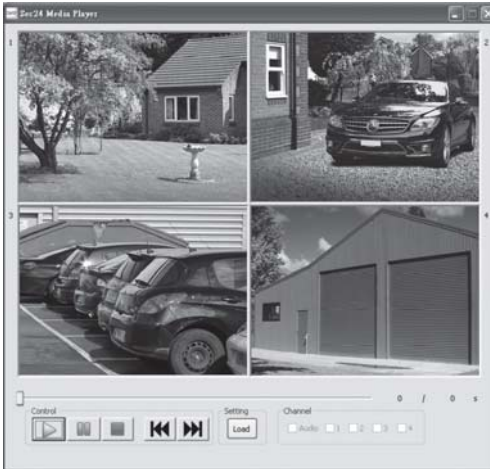 Sec24 Media Player
1
2
3
4
0 / 0 s
Control
Setting
Channel
Load
Audio 1 2 3 4